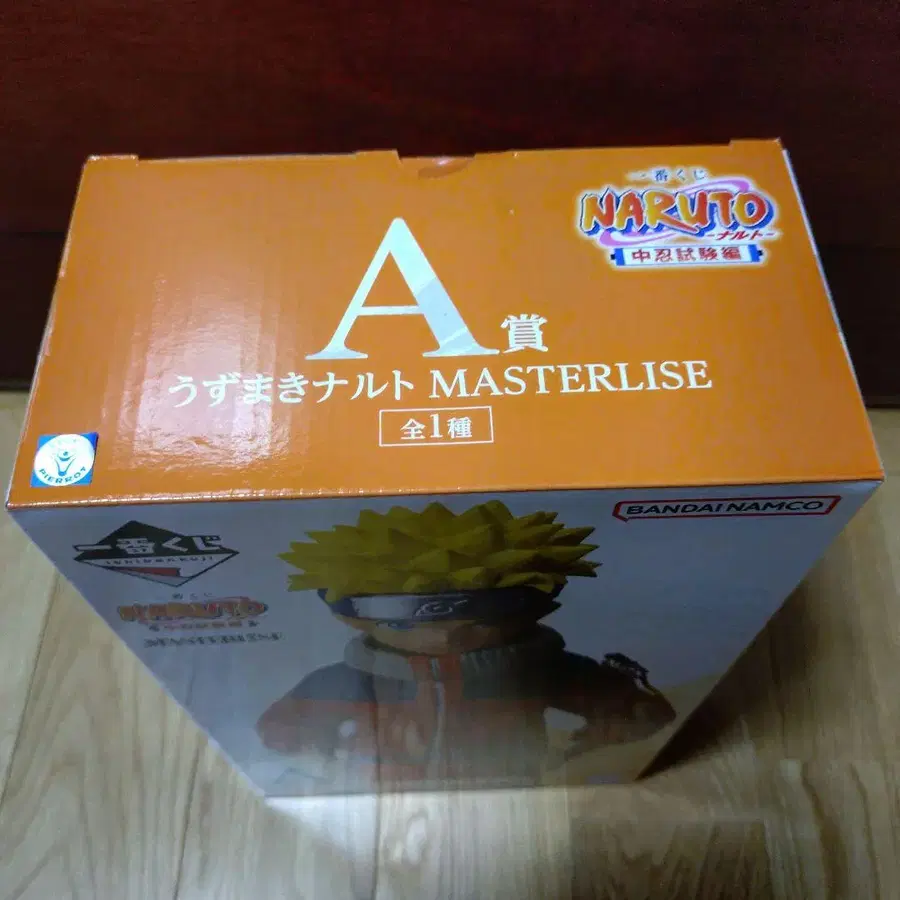 一番くじ
NARUTO
-ナルト-
中忍試験編
A賞
うずまきナルト MASTERLISE
全1種
PIERROT
BANDAI NAMCO
一番くじ
ICHIBANKUJI